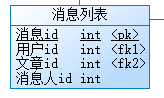 消息列表
消息id int <pk>
用户id int <fk1>
文章id int <fk2>
消息人id int